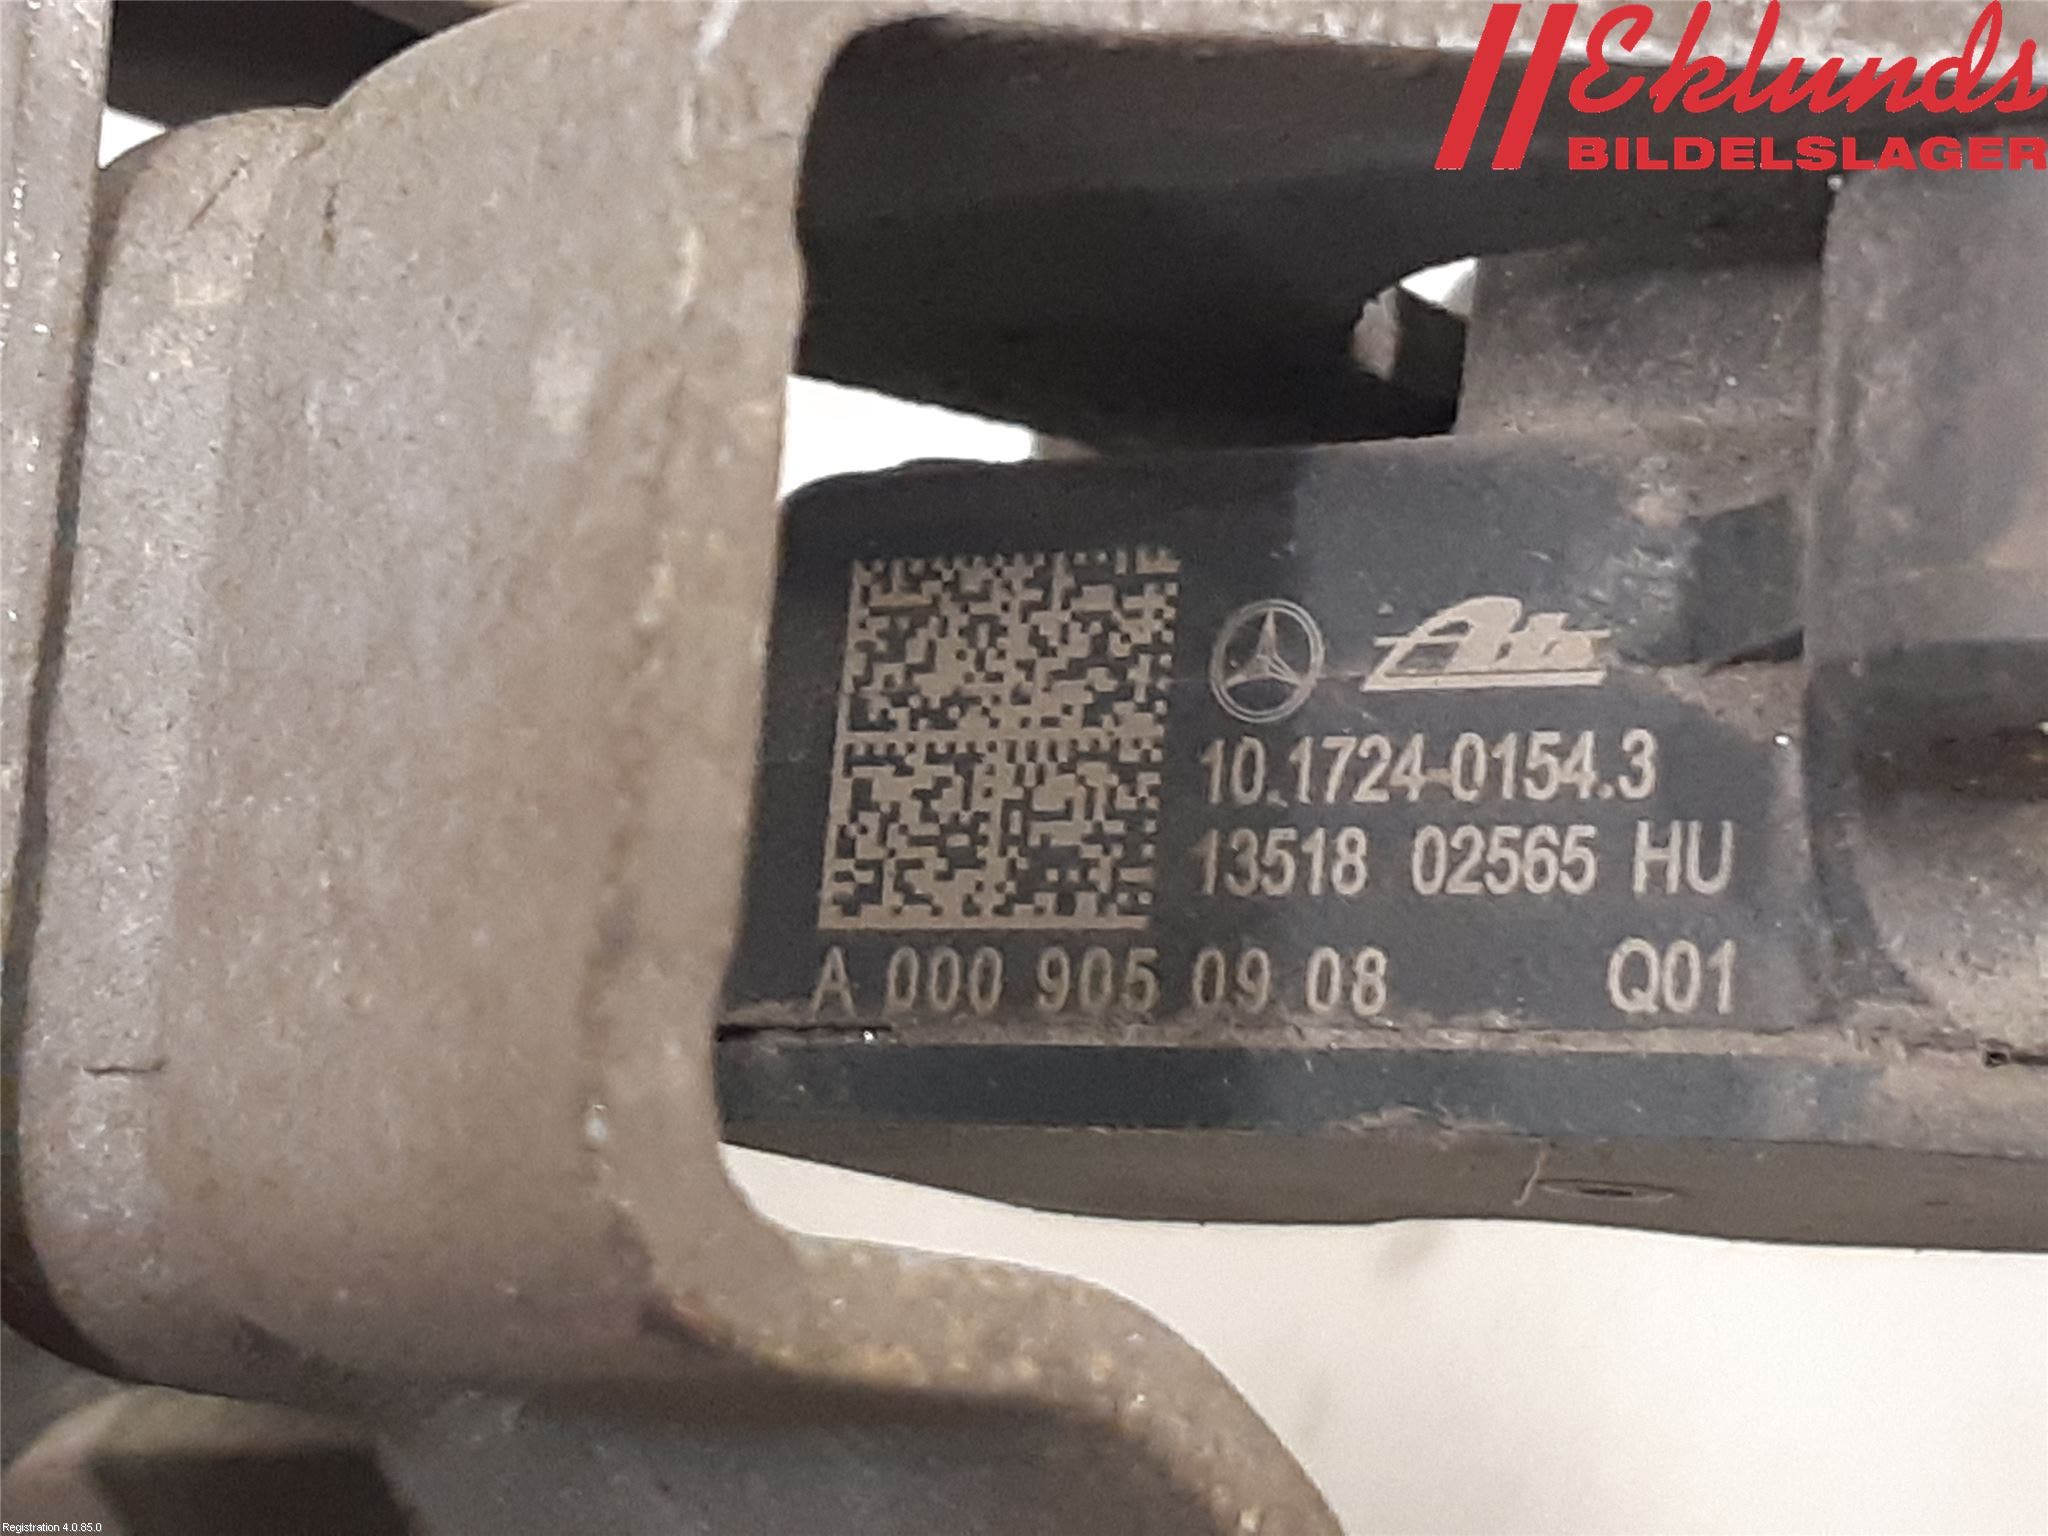 Eklunds
BILDELSLAGER
Ate
10.1724-0154.3
13518 02565 HU
A 000 905 09 08 Q01
Registration 4.0.85.0